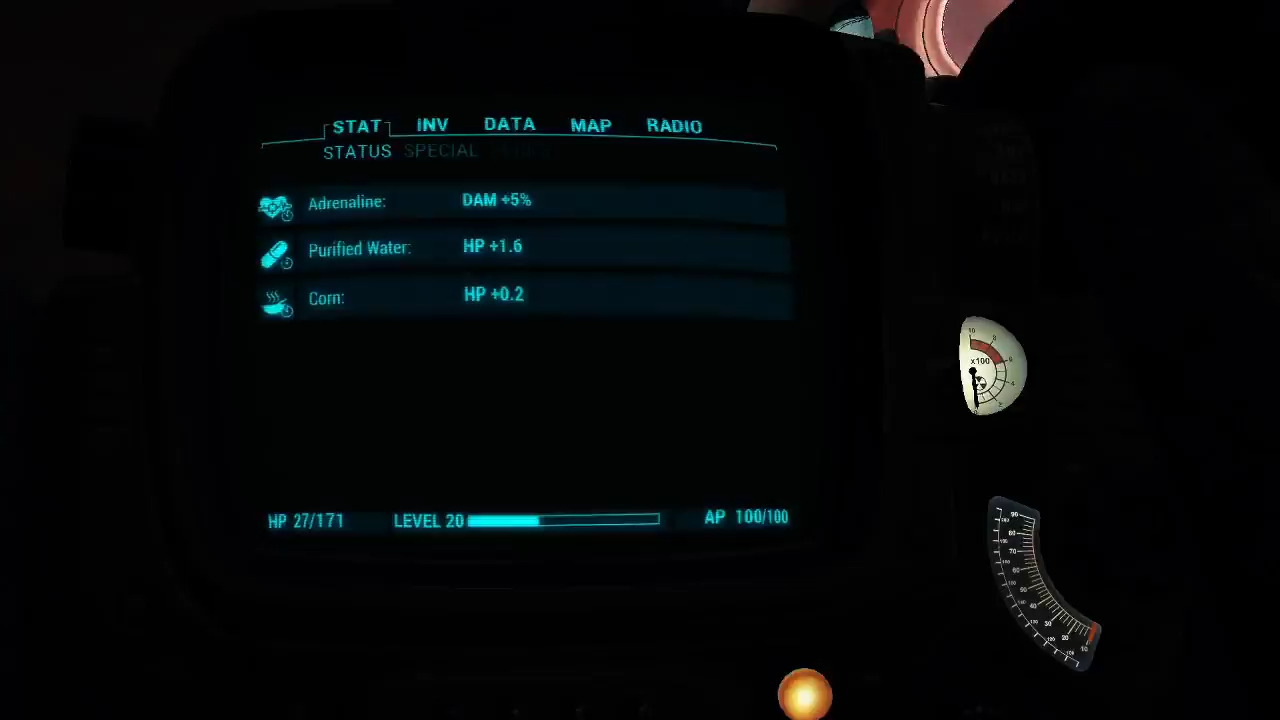 STAT INV DATA MAP RADIO
STATUS SPECIAL
Adrenaline: DAM +5%
Purified Water: HP +1.6
Corn: HP +0.2
HP 27/171 LEVEL 20 AP 100/100
x100